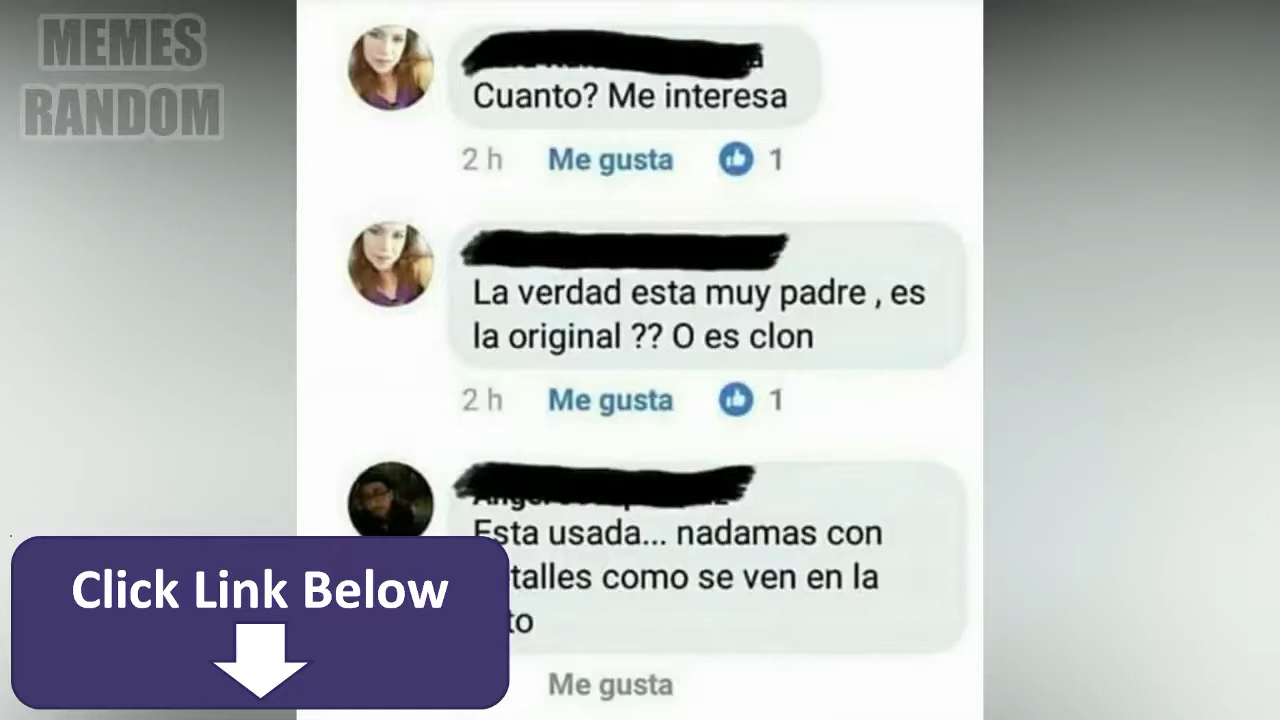 MEMES
RANDOM
Cuanto? Me interesa
2 h Me gusta 1
La verdad esta muy padre , es
la original ?? O es clon
2 h Me gusta 1
Esta usada... nadamas con
talles como se ven en la
to
Me gusta
Click Link Below